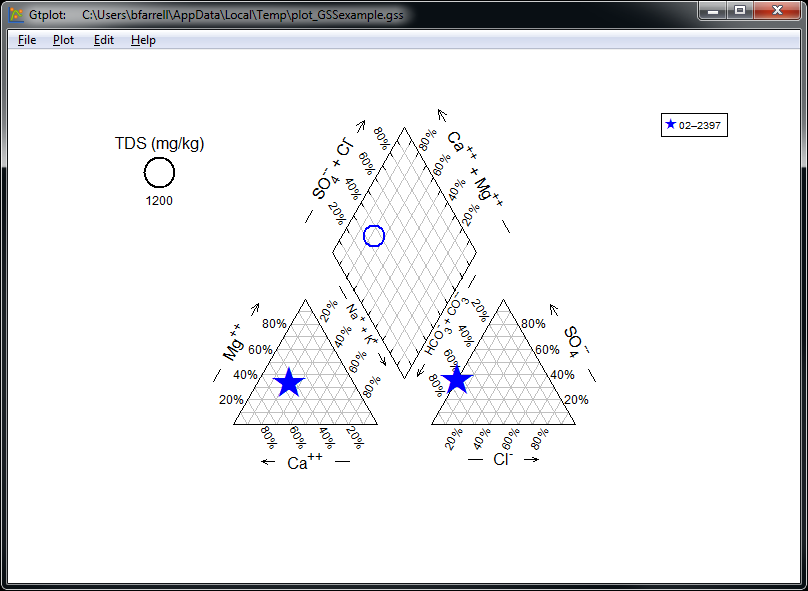 Gtplot: C:\Users\bfarrell\AppData\Local\Temp\plot_GSSexample.gss
File Plot Edit Help
TDS (mg/kg)
1200
★ 02–2397
SO₄⁻⁻ + Cl⁻
20% 40% 60% 80%
Ca⁺⁺ + Mg⁺⁺
80% 60% 40% 20%
Mg⁺⁺
80%
60%
40%
20%
Na⁺ + K⁺
20% 40% 60% 80%
80% 60% 40% 20%
Ca⁺⁺
HCO₃⁻ + CO₃⁻⁻
20% 40% 60% 80%
SO₄⁻⁻
80%
60%
40%
20%
20% 40% 60% 80%
Cl⁻